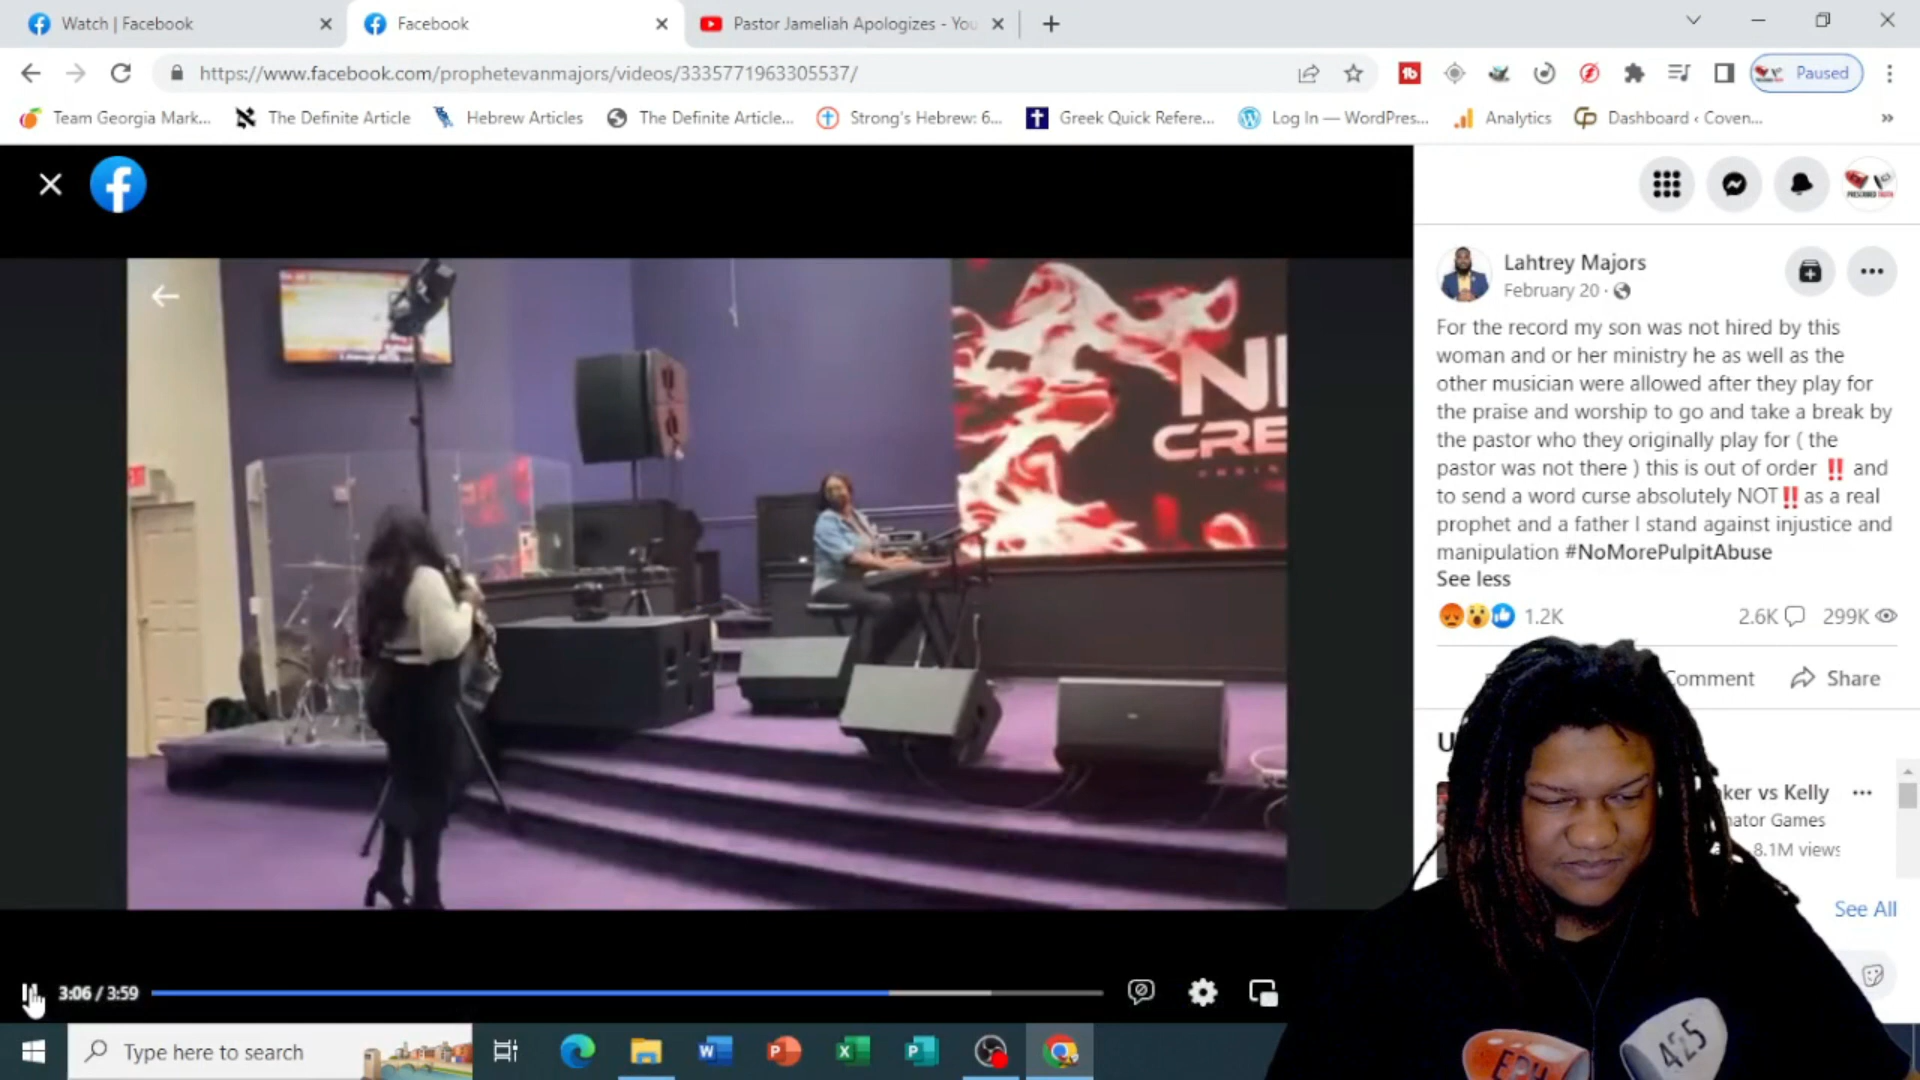 Watch | Facebook
Facebook
Pastor Jameliah Apologizes - You
https://www.facebook.com/prophetevanmajors/videos/3335771963305537/
Paused
Team Georgia Mark...
The Definite Article
Hebrew Articles
The Definite Article...
Strong's Hebrew: 6...
Greek Quick Refere...
Log In — WordPres...
Analytics
Dashboard ‹ Coven...
Lahtrey Majors
February 20 ·
For the record my son was not hired by this
woman and or her ministry he as well as the
other musician were allowed after they play for
the praise and worship to go and take a break by
the pastor who they originally play for ( the
pastor was not there ) this is out of order ‼️ and
to send a word curse absolutely NOT‼️as a real
prophet and a father I stand against injustice and
manipulation #NoMorePulpitAbuse
See less
1.2K
2.6K
299K
Comment
Share
ker vs Kelly
nator Games
8.1M views
See All
CRE
3:06 / 3:59
Type here to search
EPH
425